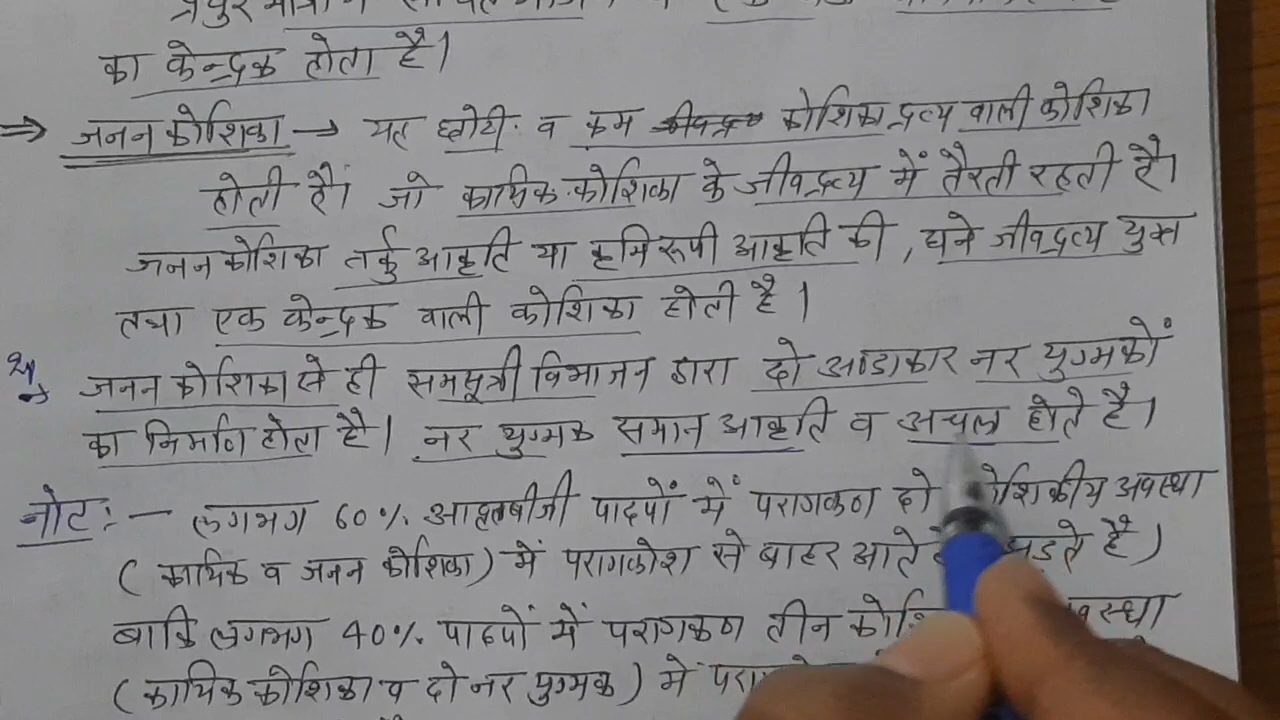 का केन्द्रक होता है।
⇒ जनन कोशिका → यह छोटी व कम कोशिका द्रव्य वाली कोशिका
होती है। जो कायिक कोशिका के जीवद्रव्य में तैरती रहती है।
जनन कोशिका तर्कु आकृति या कृमिरूपी आकृति की, घने जीवद्रव्य युक्त
तथा एक केन्द्रक वाली कोशिका होती है।
जनन कोशिका से ही समसूत्री विभाजन द्वारा दो अण्डाकार नर युग्मकों
का निर्माण होता है। नर युग्मक समान आकृति व अचल होते है।
नोट:- लगभग 60% आवृतबीजी पादपों में परागकण दो कोशिकीय अवस्था
(कायिक व जनन कोशिका) में परागकोश से बाहर आते
बाकि लगभग 40% पादपों में परागकण तीन
(कायिक कोशिका व दो नर युग्मक) में